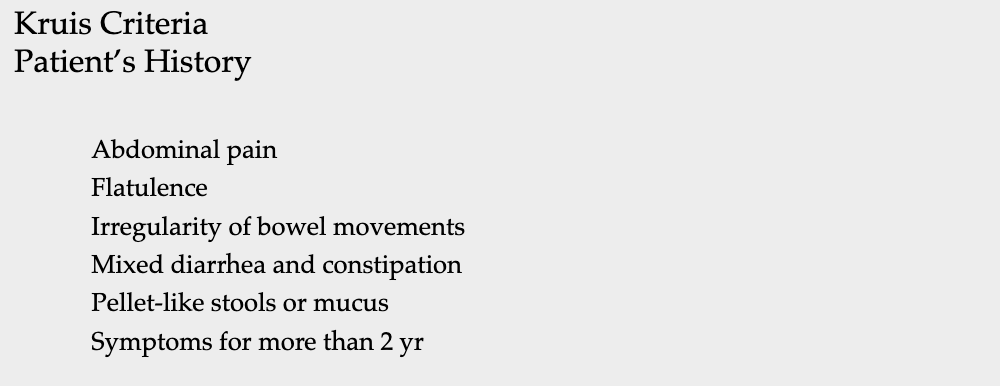 Kruis Criteria
Patient’s History
Abdominal pain
Flatulence
Irregularity of bowel movements
Mixed diarrhea and constipation
Pellet-like stools or mucus
Symptoms for more than 2 yr